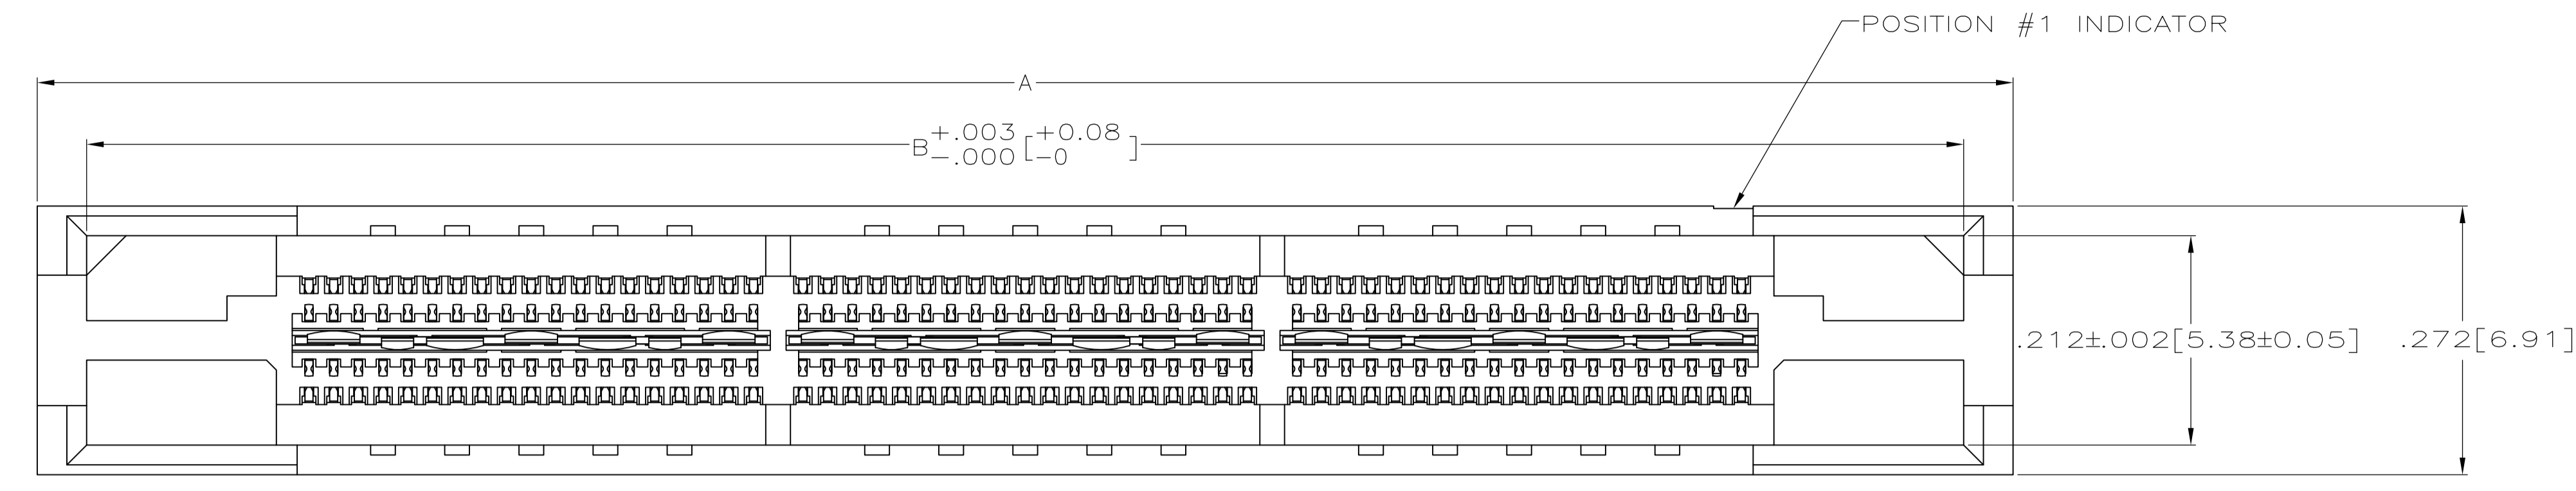 POSITION #1 INDICATOR
A
B +.003 [+0.08
-.000 [-0 ]
.212±.002[5.38±0.05]
.272[6.91]